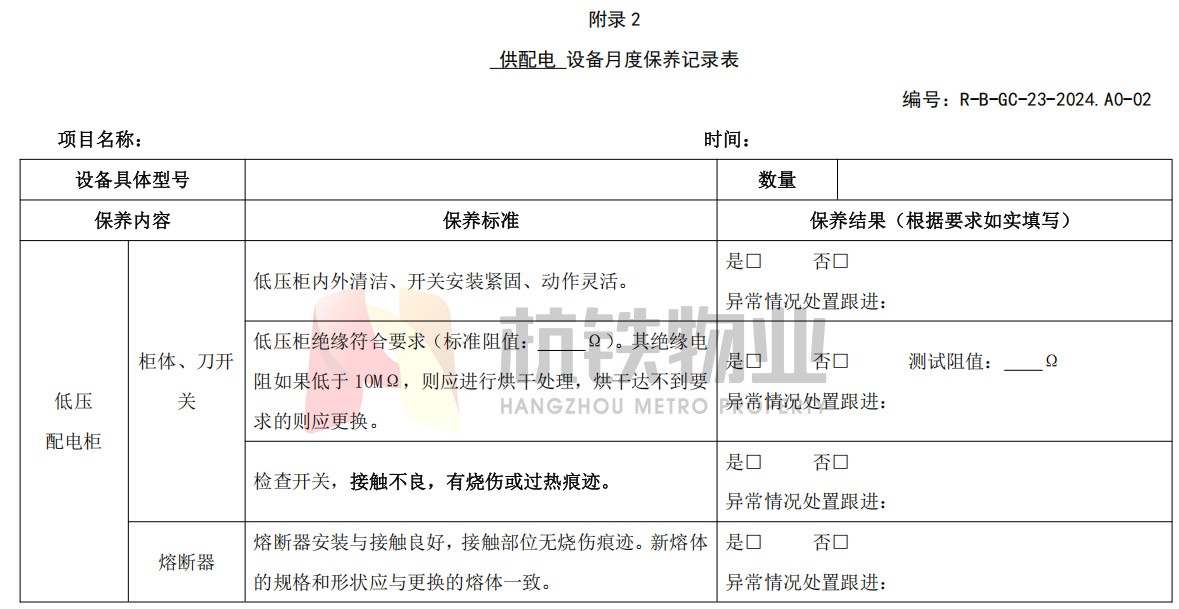 附录 2
供配电 设备月度保养记录表
编号：R-B-GC-23-2024.A0-02
项目名称： 时间：
设备具体型号 数量
保养内容 保养标准 保养结果（根据要求如实填写）
低压
配电柜
柜体、刀开
关
低压柜内外清洁、开关安装紧固、动作灵活。
是□ 否□
异常情况处置跟进：
低压柜绝缘符合要求（标准阻值：____Ω）。其绝缘电
阻如果低于 10MΩ，则应进行烘干处理，烘干达不到要
求的则应更换。
是□ 否□ 测试阻值：____Ω
异常情况处置跟进：
检查开关，接触不良，有烧伤或过热痕迹。
是□ 否□
异常情况处置跟进：
熔断器
熔断器安装与接触良好，接触部位无烧伤痕迹。新熔体
的规格和形状应与更换的熔体一致。
是□ 否□
异常情况处置跟进：
杭铁物业
HANGZHOU METRO PROPERTY